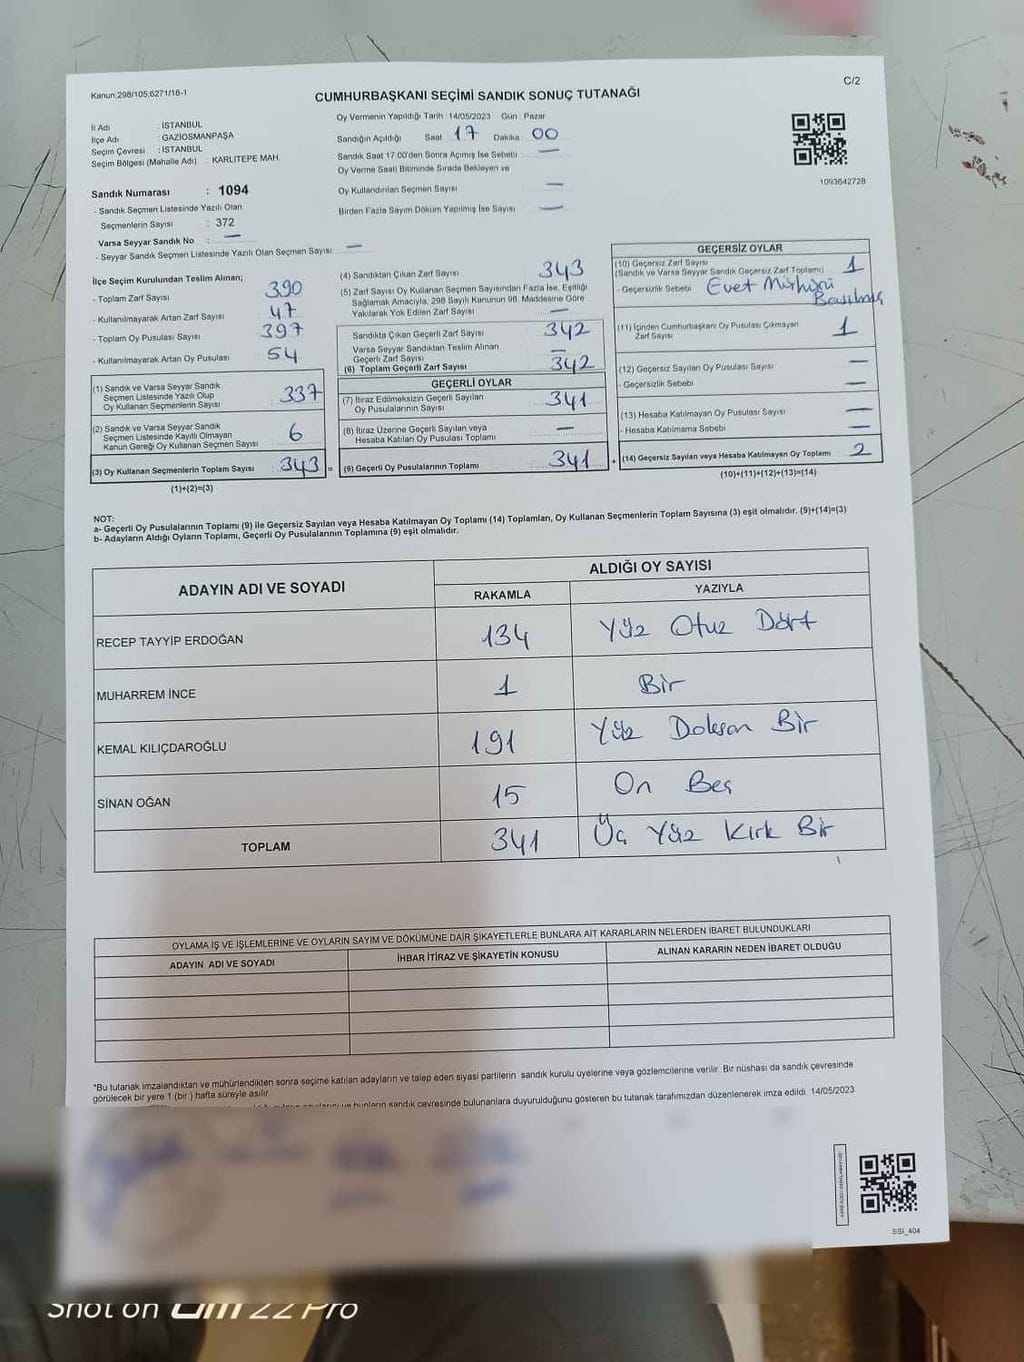 Kanun:298/105,6271/18-1
C/2
CUMHURBAŞKANI SEÇİMİ SANDIK SONUÇ TUTANAĞI
İl Adı : İSTANBUL
İlçe Adı : GAZİOSMANPAŞA
Seçim Çevresi : İSTANBUL
Seçim Bölgesi (Mahalle Adı) : KARLITEPE MAH.
Sandık Numarası : 1094
- Sandık Seçmen Listesinde Yazılı Olan
Seçmenlerin Sayısı : 372
Varsa Seyyar Sandık No : —
- Seyyar Sandık Seçmen Listesinde Yazılı Olan Seçmen Sayısı : —
Oy Vermenin Yapıldığı Tarih 14/05/2023 Gün : Pazar
Sandığın Açıldığı Saat 17 Dakika : 00
Sandık Saat 17.00'den Sonra Açımış İse Sebebi : —
Oy Verme Saati Bitiminde Sırada Bekleyen ve
Oy Kullandırılan Seçmen Sayısı —
Birden Fazla Sayım Döküm Yapılmış İse Sayısı : —
1093642728
İlçe Seçim Kurulundan Teslim Alınan;
- Toplam Zarf Sayısı : 390
- Kullanılmayarak Artan Zarf Sayısı : 47
- Toplam Oy Pusulası Sayısı : 397
- Kullanılmayarak Artan Oy Pusulası : 54
(1) Sandık ve Varsa Seyyar Sandık
Seçmen Listesinde Yazılı Olup
Oy Kullanan Seçmenlerin Sayısı : 337
(2) Sandık ve Varsa Seyyar Sandık
Seçmen Listesinde Kayıtlı Olmayan
Kanun Gereği Oy Kullanan Seçmen Sayısı : 6
(3) Oy Kullanan Seçmenlerin Toplam Sayısı : 343 =
(1)+(2)=(3)
(4) Sandıktan Çıkan Zarf Sayısı : 343
(5) Zarf Sayısı Oy Kullanan Seçmen Sayısından Fazla İse, Eşitliği
Sağlamak Amacıyla, 298 Sayılı Kanunun 98. Maddesine Göre
Yakılarak Yok Edilen Zarf Sayısı : —
Sandıkta Çıkan Geçerli Zarf Sayısı : 342
Varsa Seyyar Sandıktan Teslim Alınan
Geçerli Zarf Sayısı : —
(6) Toplam Geçerli Zarf Sayısı : 342
GEÇERLİ OYLAR
(7) İtiraz Edilmeksizin Geçerli Sayılan
Oy Pusulalarının Sayısı : 341
(8) İtiraz Üzerine Geçerli Sayılan veya
Hesaba Katılan Oy Pusulası Toplamı : —
(9) Geçerli Oy Pusulalarının Toplamı : 341 +
GEÇERSİZ OYLAR
(10) Geçersiz Zarf Sayısı
(Sandık ve Varsa Seyyar Sandık Geçersiz Zarf Toplamı) : 1
- Geçersizlik Sebebi : Evet Mührünü
Basılmış
(11) İçinden Cumhurbaşkanı Oy Pusulası Çıkmayan
Zarf Sayısı : 1
(12) Geçersiz Sayılan Oy Pusulası Sayısı : —
- Geçersizlik Sebebi : —
(13) Hesaba Katılmayan Oy Pusulası Sayısı : —
- Hesaba Katılmama Sebebi : —
(14) Geçersiz Sayılan veya Hesaba Katılmayan Oy Toplamı : 2
(10)+(11)+(12)+(13)=(14)
NOT:
a- Geçerli Oy Pusulalarının Toplamı (9) ile Geçersiz Sayılan veya Hesaba Katılmayan Oy Toplamı (14) Toplamları, Oy Kullanan Seçmenlerin Toplam Sayısına (3) eşit olmalıdır. (9)+(14)=(3)
b- Adayların Aldığı Oyların Toplamı, Geçerli Oy Pusulalarının Toplamına (9) eşit olmalıdır.
ADAYIN ADI VE SOYADI
ALDIĞI OY SAYISI
RAKAMLA YAZIYLA
RECEP TAYYİP ERDOĞAN 134 Yüz Otuz Dört
MUHARREM İNCE 1 Bir
KEMAL KILIÇDAROĞLU 191 Yüz Doksan Bir
SİNAN OĞAN 15 On Beş
TOPLAM 341 Üç Yüz Kırk Bir
OYLAMA İŞ VE İŞLEMLERİNE VE OYLARIN SAYIM VE DÖKÜMÜNE DAİR ŞİKAYETLERLE BUNLARA AİT KARARLARIN NELERDEN İBARET BULUNDUKLARI
ADAYIN ADI VE SOYADI İHBAR İTİRAZ VE ŞİKAYETİN KONUSU ALINAN KARARIN NEDEN İBARET OLDUĞU
*Bu tutanak imzalandıktan ve mühürlendikten sonra seçime katılan adayların ve talep eden siyasi partilerin sandık kurulu üyelerine veya gözlemcilerine verilir. Bir nüshası da sandık çevresinde
görülecek bir yere 1 (bir ) hafta süreyle asılır.
sandık çevresinde bulunanlara duyurulduğunu gösteren bu tutanak tarafımızdan düzenlenerek imza edildi. 14/05/2023
SSI_404
Shot on 22 Pro